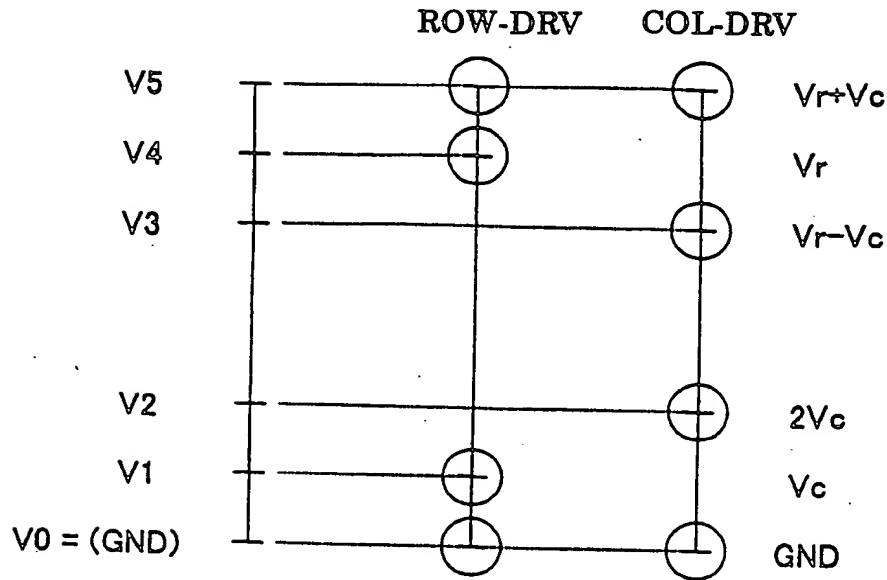 ROW-DRV COL-DRV
V5 Vr+Vc
V4 Vr
V3 Vr-Vc
V2 2Vc
V1 Vc
V0 = (GND) GND